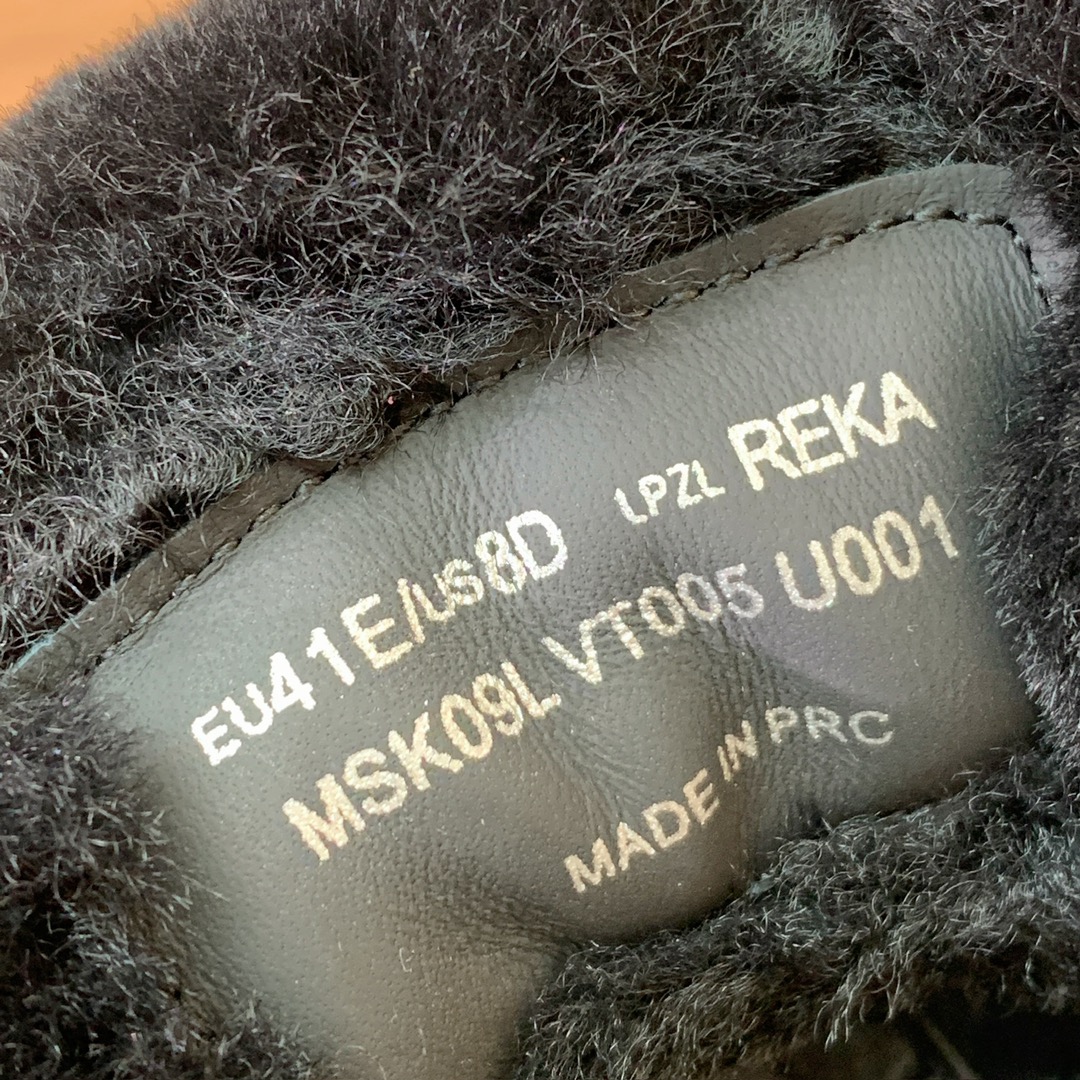 EU41E/US8D LPZL REKA
MSK09L VT005 U001
MADE IN PRC